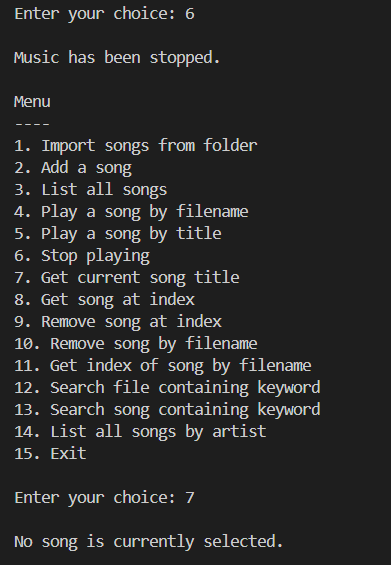 Enter your choice: 6
Music has been stopped.
Menu
----
1. Import songs from folder
2. Add a song
3. List all songs
4. Play a song by filename
5. Play a song by title
6. Stop playing
7. Get current song title
8. Get song at index
9. Remove song at index
10. Remove song by filename
11. Get index of song by filename
12. Search file containing keyword
13. Search song containing keyword
14. List all songs by artist
15. Exit
Enter your choice: 7
No song is currently selected.